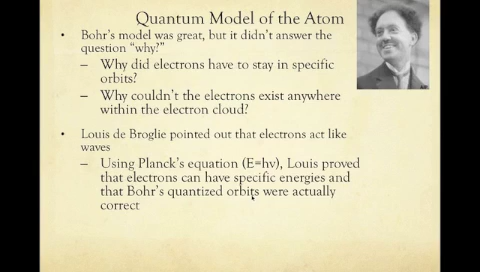 Quantum Model of the Atom
• Bohr's model was great, but it didn't answer the
question "why?"
– Why did electrons have to stay in specific
orbits?
– Why couldn't the electrons exist anywhere
within the electron cloud?
• Louis de Broglie pointed out that electrons act like
waves
– Using Planck's equation (E=hv), Louis proved
that electrons can have specific energies and
that Bohr's quantized orbits were actually
correct